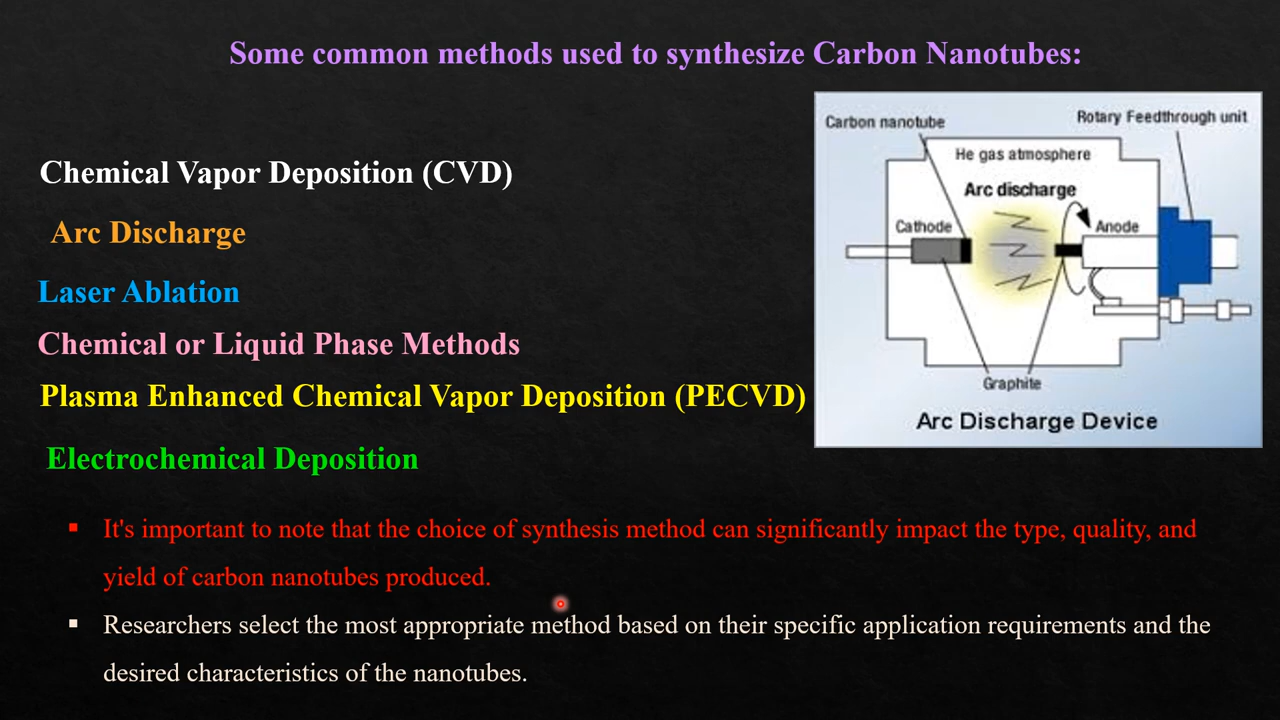 Some common methods used to synthesize Carbon Nanotubes:
Chemical Vapor Deposition (CVD)
Arc Discharge
Laser Ablation
Chemical or Liquid Phase Methods
Plasma Enhanced Chemical Vapor Deposition (PECVD)
Electrochemical Deposition
Carbon nanotube
Rotary Feedthrough unit
He gas atmosphere
Arc discharge
Cathode
Anode
Graphite
Arc Discharge Device
▪ It's important to note that the choice of synthesis method can significantly impact the type, quality, and
yield of carbon nanotubes produced.
▪ Researchers select the most appropriate method based on their specific application requirements and the
desired characteristics of the nanotubes.